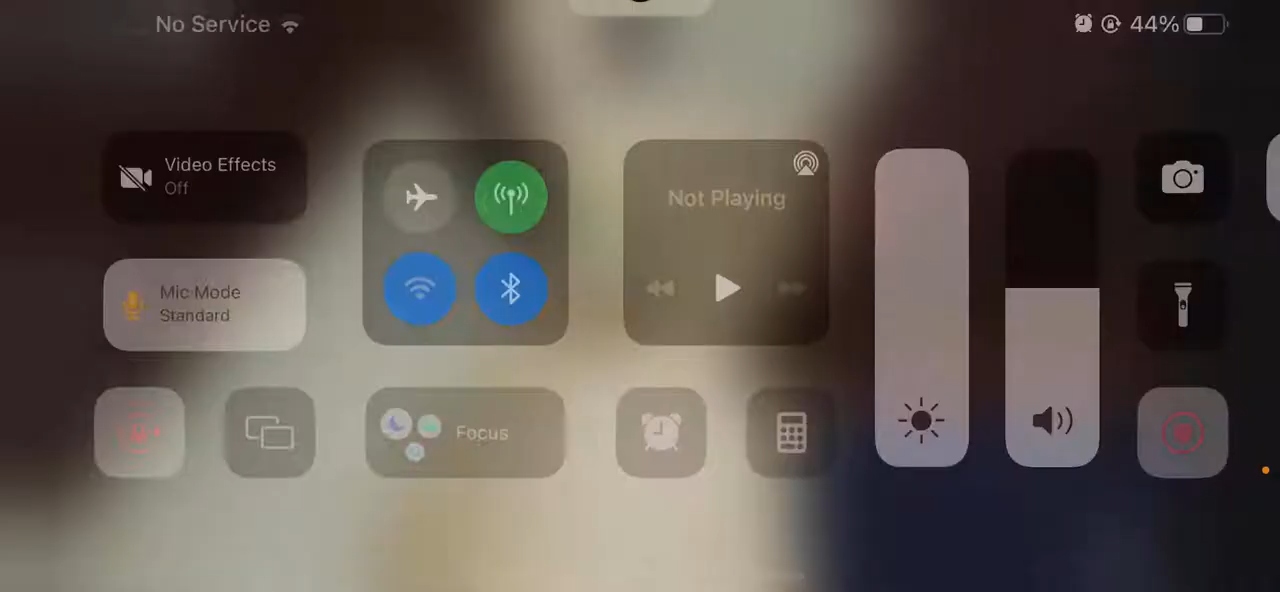 No Service
44%
Video Effects
Off
Mic Mode
Standard
Not Playing
Focus